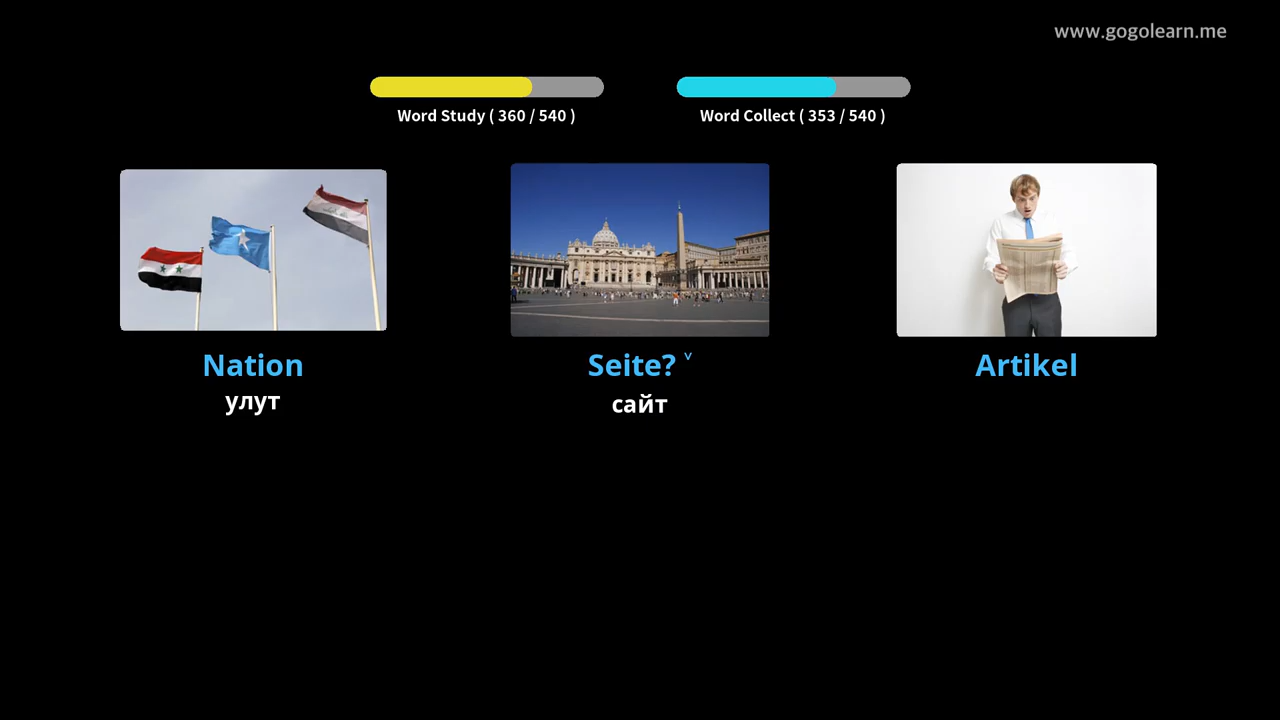 www.gogolearn.me
Word Study ( 360 / 540 )
Word Collect ( 353 / 540 )
Nation
Seite? ˅
Artikel
улут
сайт